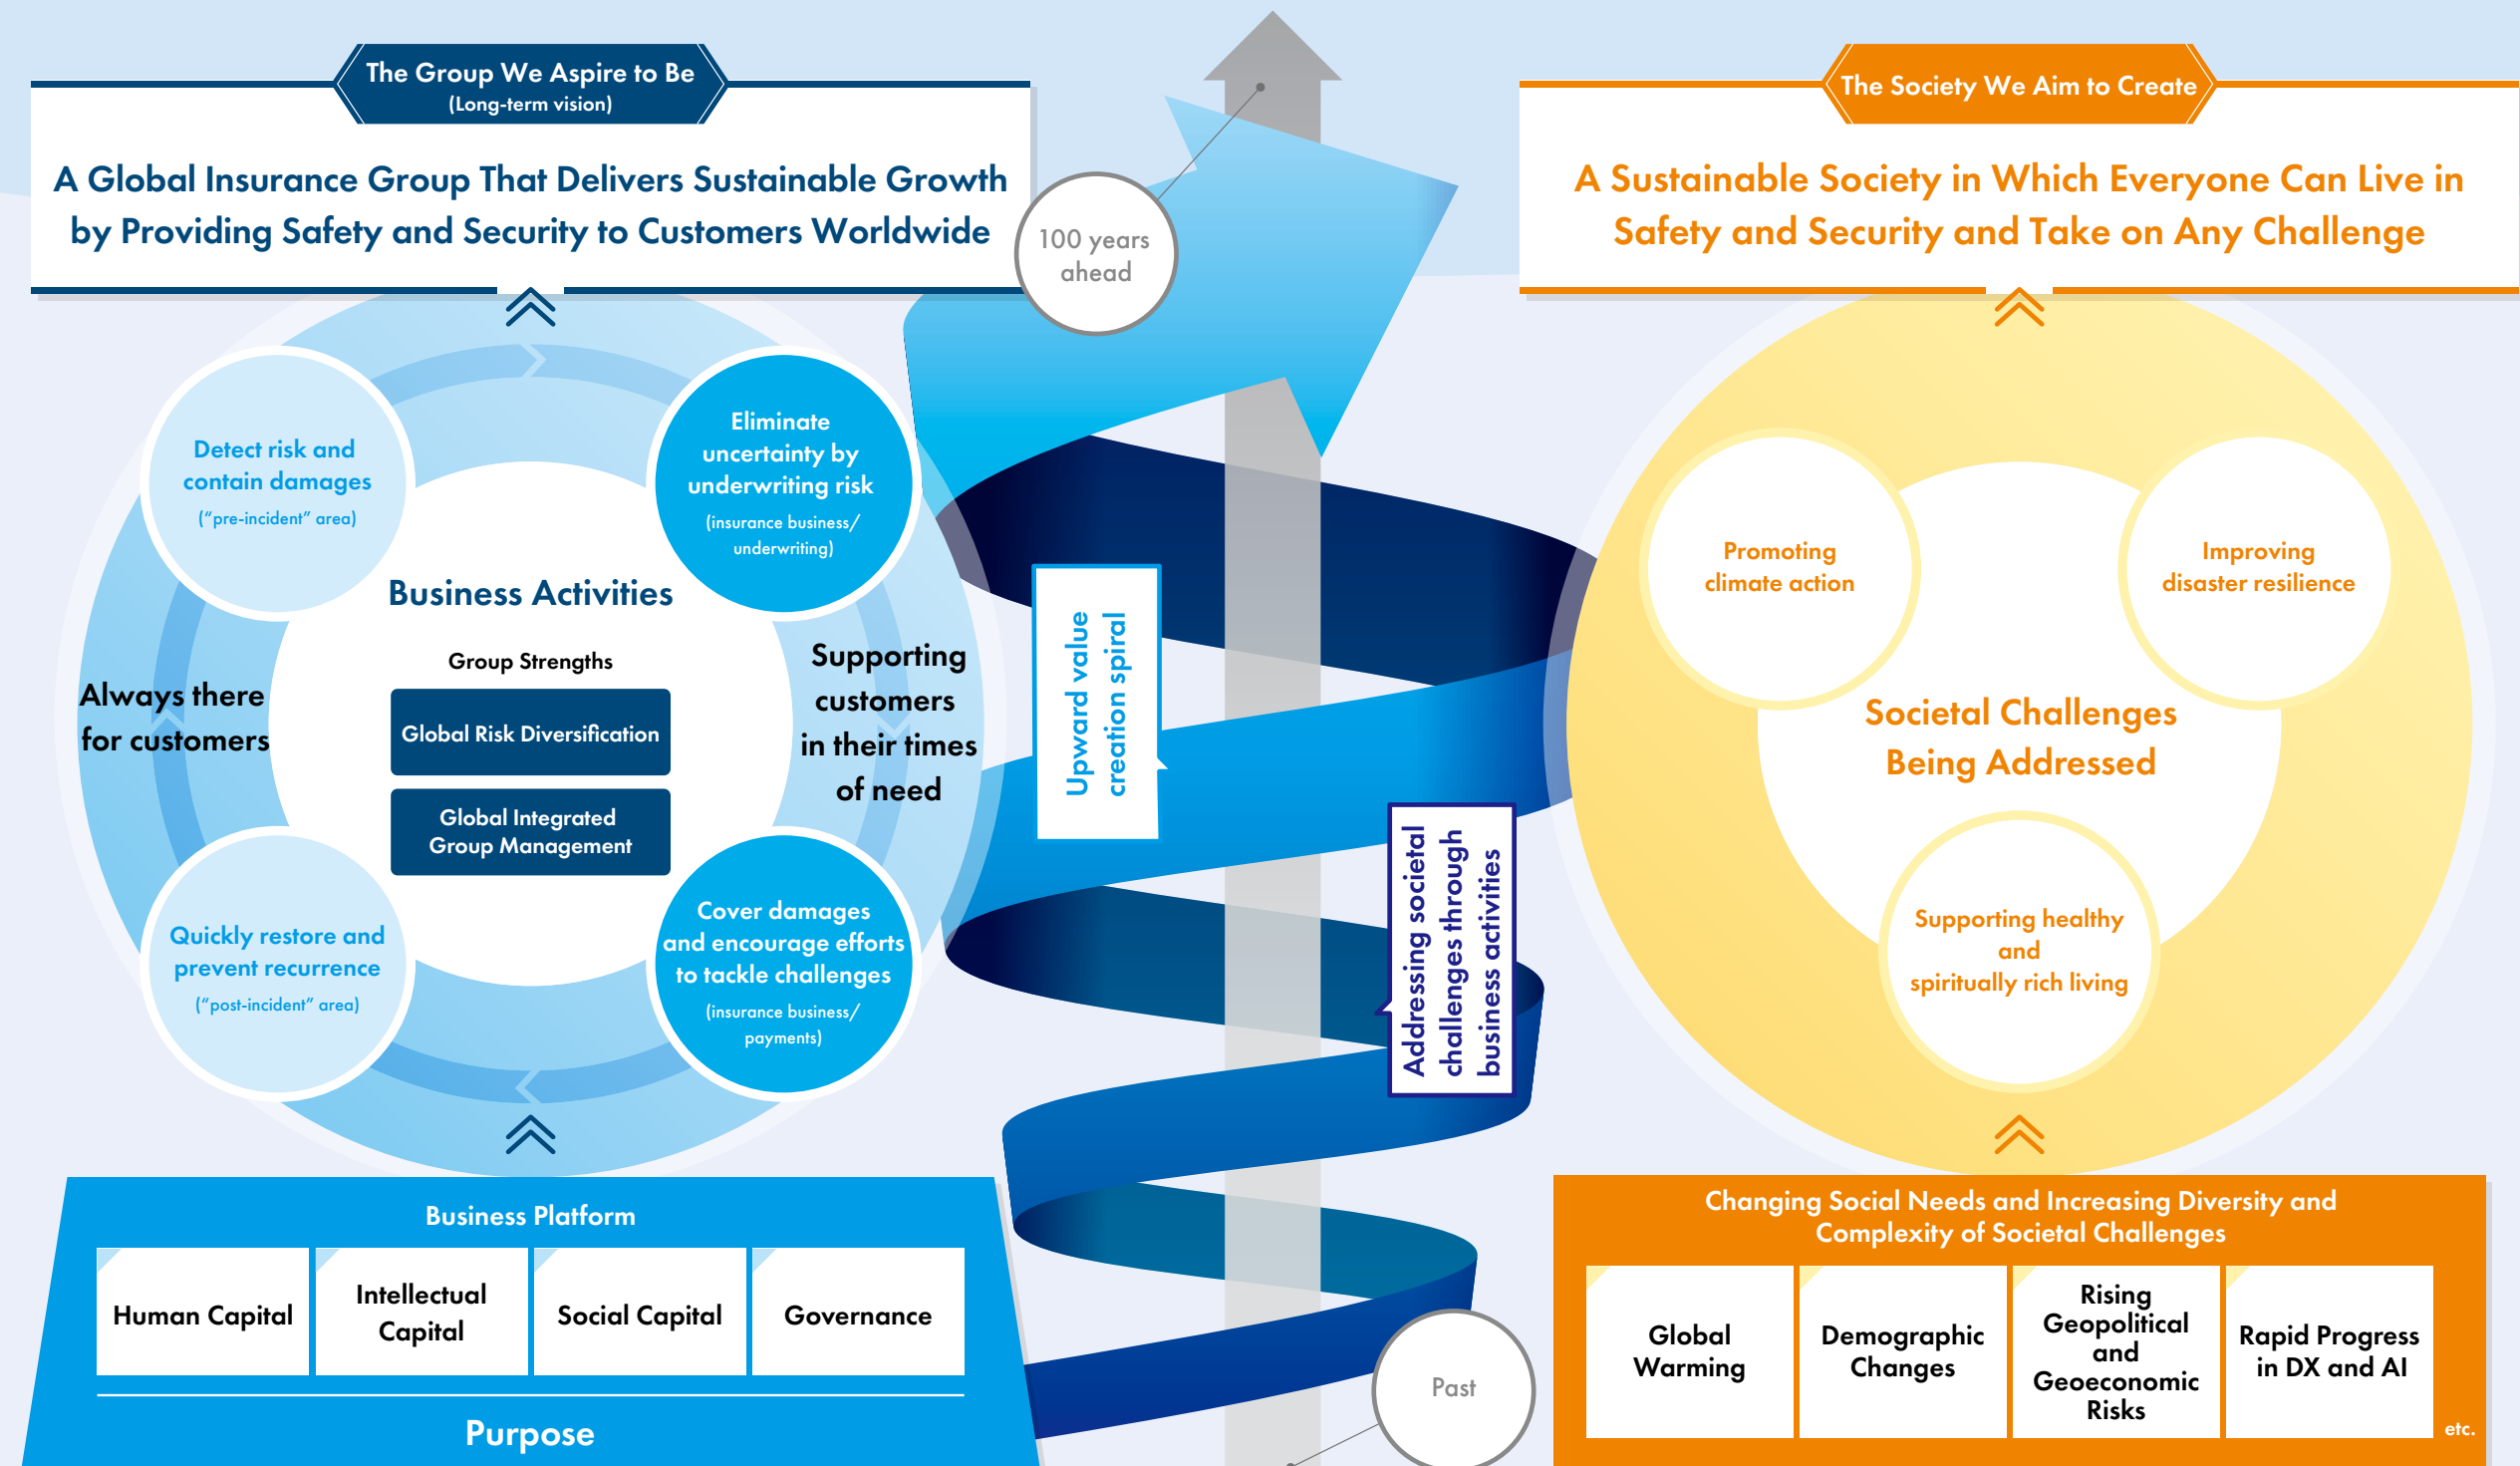 The Group We Aspire to Be
(Long-term vision)
A Global Insurance Group That Delivers Sustainable Growth
by Providing Safety and Security to Customers Worldwide
100 years
ahead
The Society We Aim to Create
A Sustainable Society in Which Everyone Can Live in
Safety and Security and Take on Any Challenge
Detect risk and
contain damages
(“pre-incident” area)
Eliminate
uncertainty by
underwriting risk
(insurance business/
underwriting)
Business Activities
Group Strengths
Global Risk Diversification
Global Integrated
Group Management
Always there
for customers
Supporting
customers
in their times
of need
Quickly restore and
prevent recurrence
(“post-incident” area)
Cover damages
and encourage efforts
to tackle challenges
(insurance business/
payments)
Upward value
creation spiral
Addressing societal
challenges through
business activities
Promoting
climate action
Improving
disaster resilience
Societal Challenges
Being Addressed
Supporting healthy
and
spiritually rich living
Business Platform
Human Capital
Intellectual
Capital
Social Capital
Governance
Purpose
Past
Changing Social Needs and Increasing Diversity and
Complexity of Societal Challenges
Global
Warming
Demographic
Changes
Rising
Geopolitical
and
Geoeconomic
Risks
Rapid Progress
in DX and AI
etc.